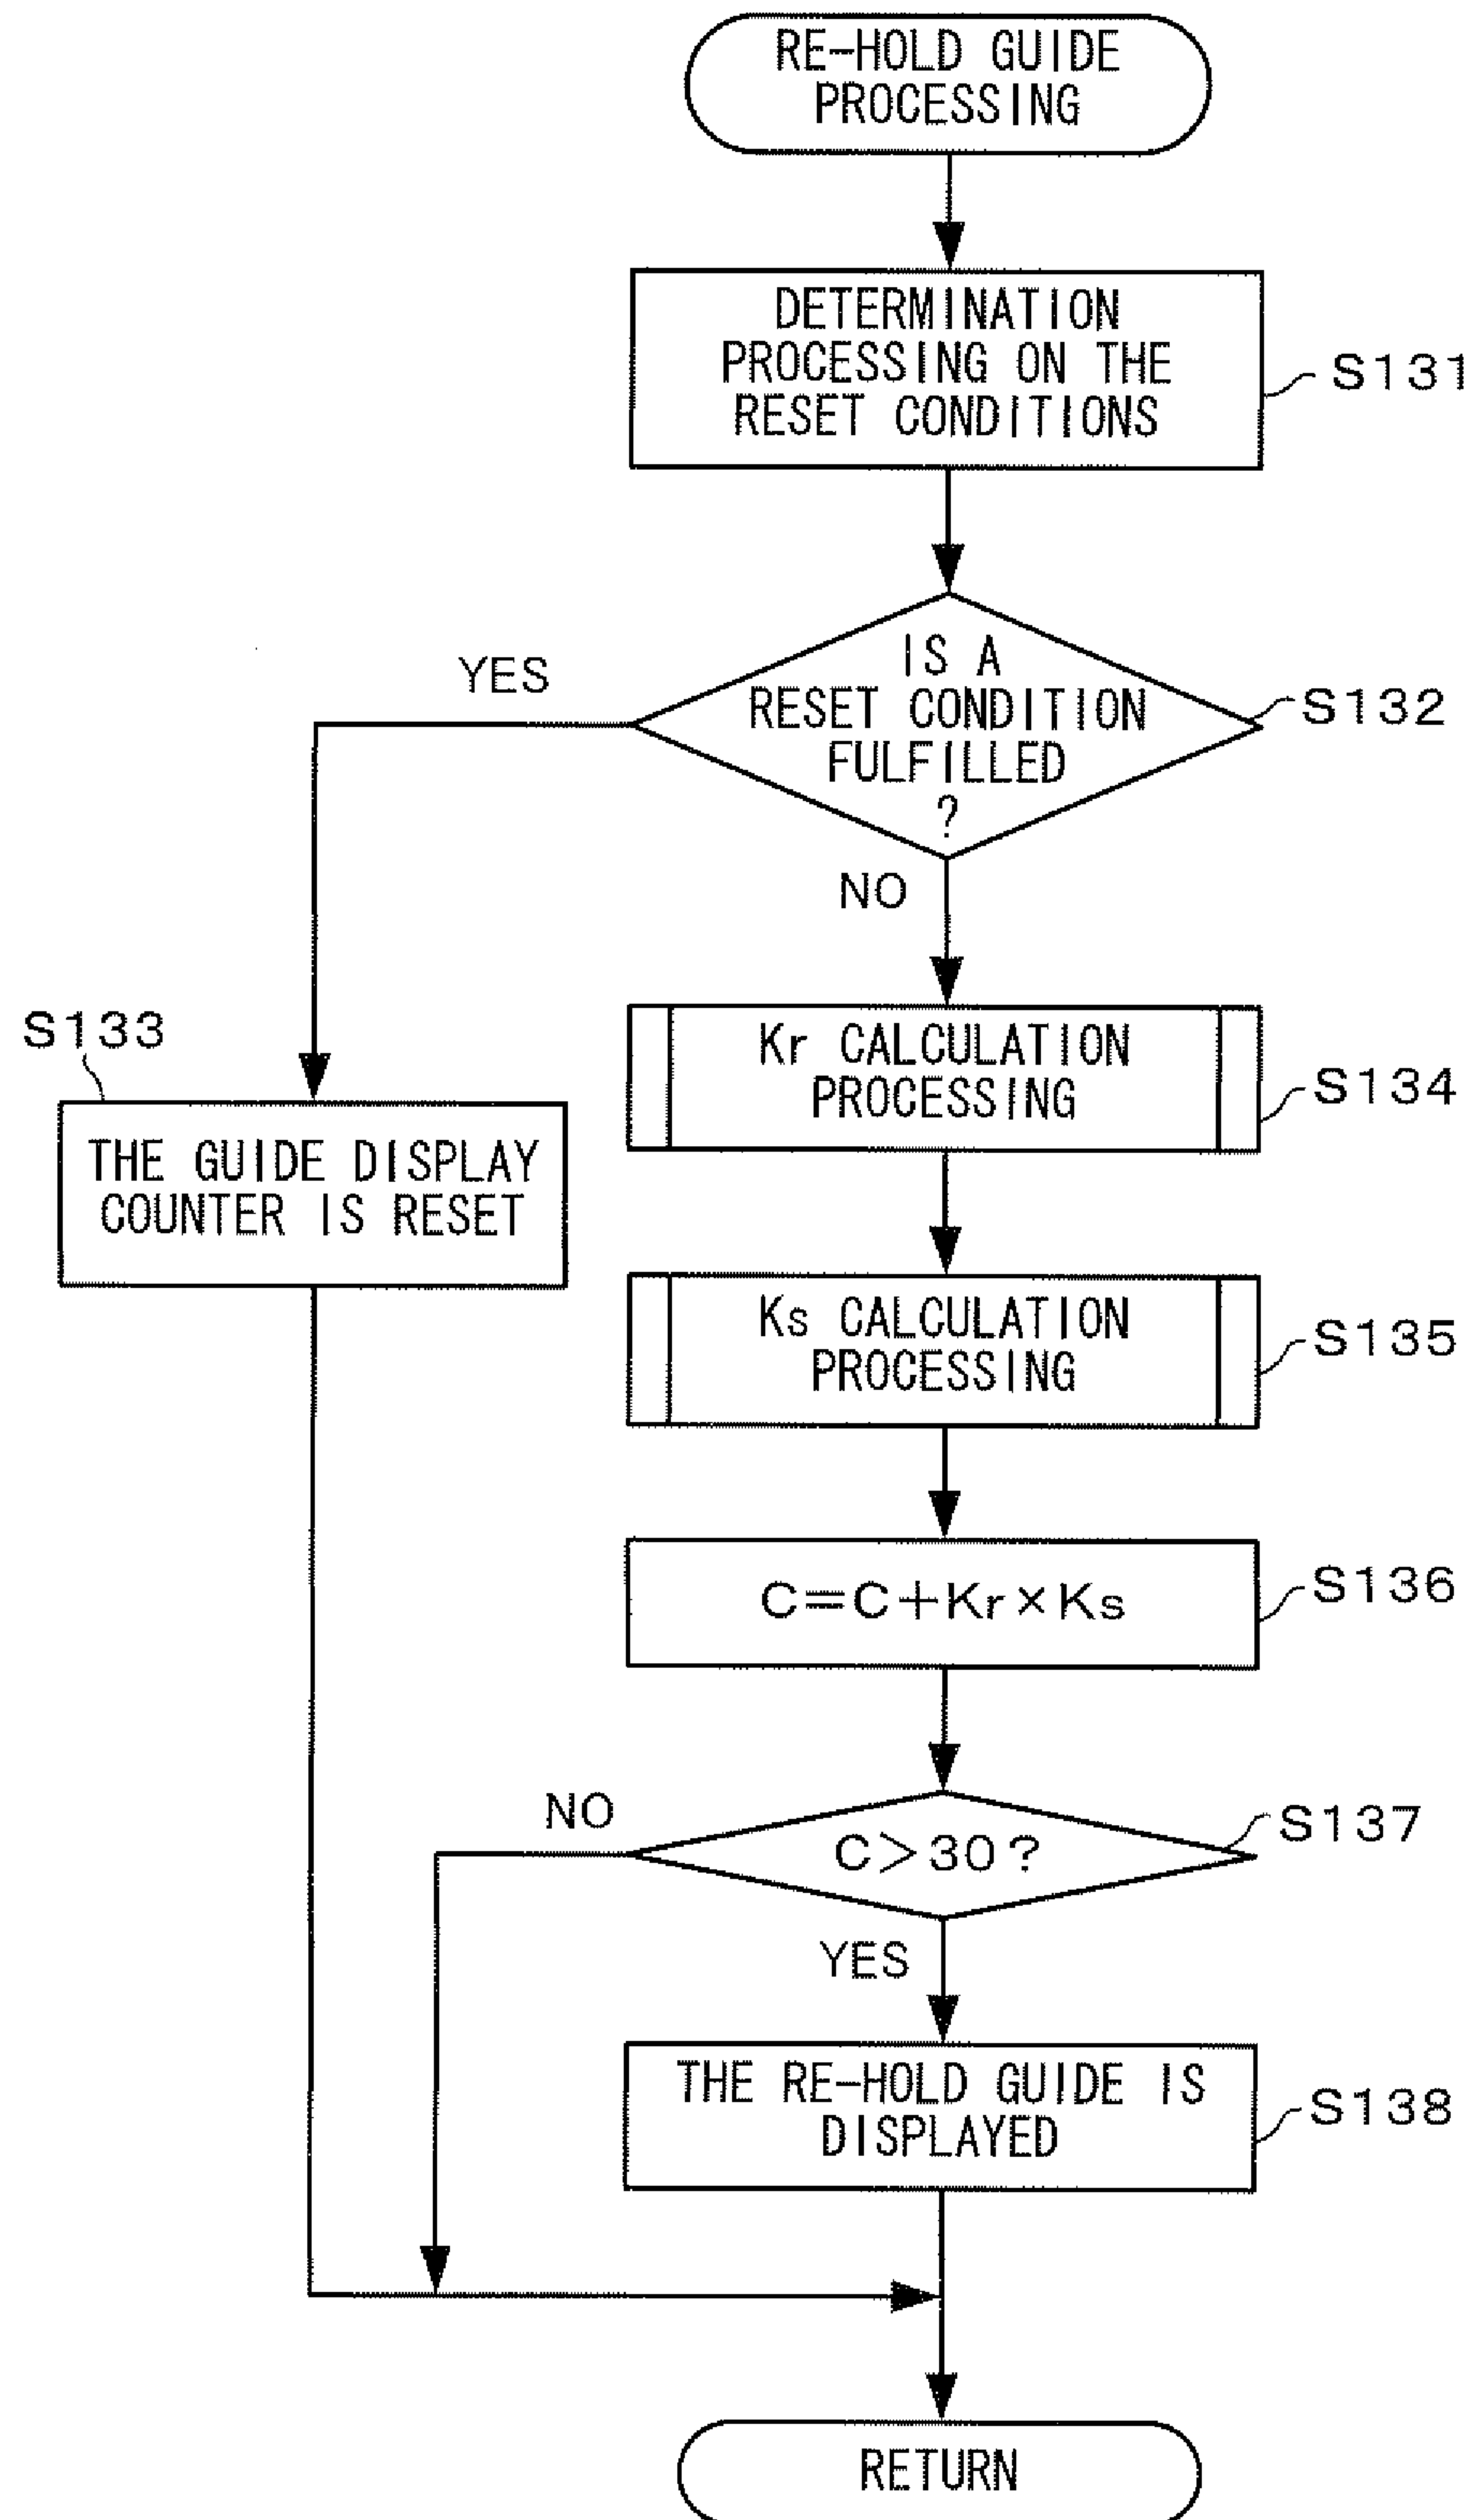 RE-HOLD GUIDE
PROCESSING
DETERMINATION
PROCESSING ON THE
RESET CONDITIONS
S131
IS A
RESET CONDITION
FULFILLED
?
S132
YES
NO
S133
THE GUIDE DISPLAY
COUNTER IS RESET
Kr CALCULATION
PROCESSING
S134
Ks CALCULATION
PROCESSING
S135
C=C+Kr×Ks
S136
NO
C>30?
S137
YES
THE RE-HOLD GUIDE IS
DISPLAYED
S138
RETURN